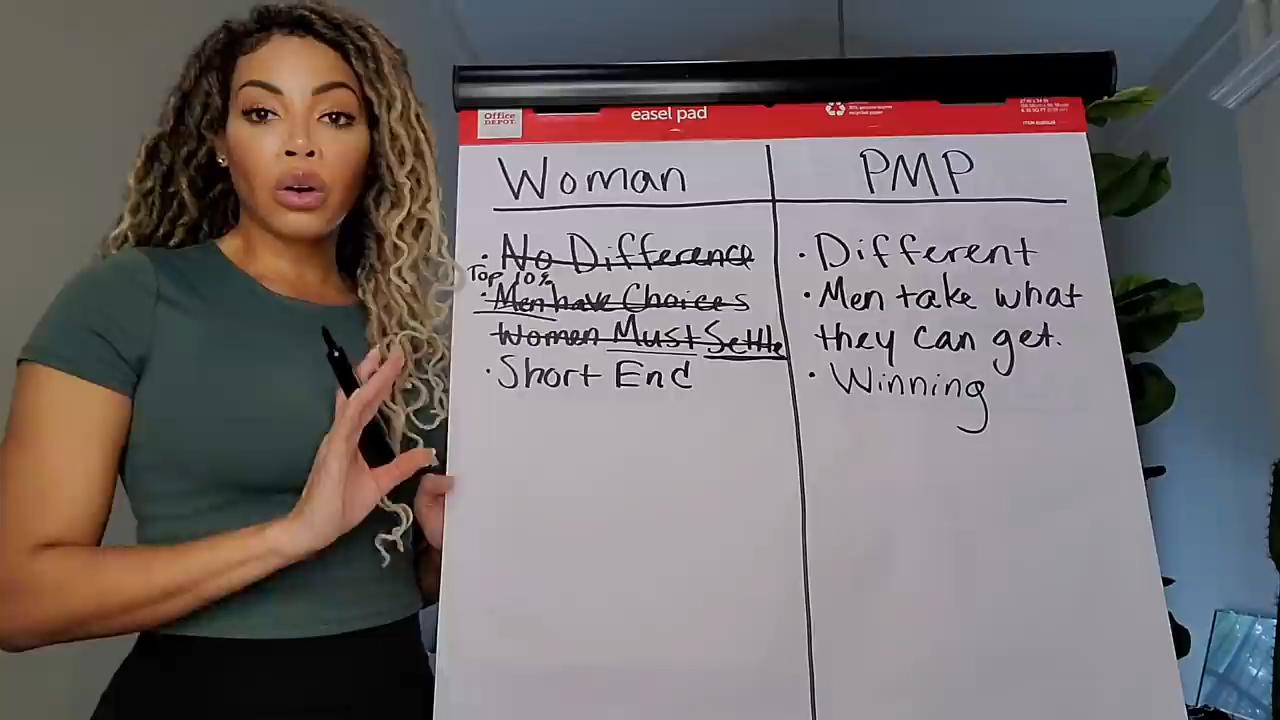 Office
DEPOT.
easel pad
Woman
PMP
· No Difference
Top 10%
· Men have Choices
Women Must Settle
· Short End
· Different
· Men take what
they can get.
· Winning